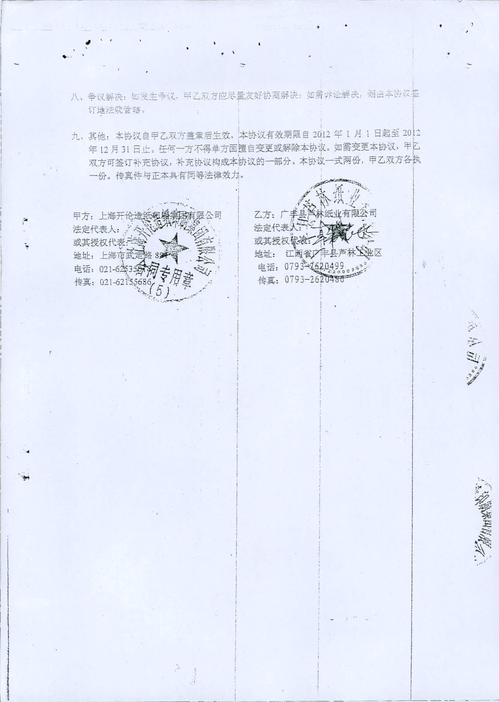 八、争议解决：如发生争议，甲乙双方应尽量友好协商解决；如需诉讼解决，则由本协议签
订地法院管辖。
九、其他：本协议自甲乙双方盖章后生效。本协议有效期限自 2012 年 1 月 1 日起至 2012
年 12 月 31 日止，任何一方不得单方面擅自变更或解除本协议。如需变更本协议，甲乙
双方可签订补充协议，补充协议构成本协议的一部分。本协议一式两份，甲乙双方各执
一份。传真件与正本具有同等法律效力。
甲方：上海开伦造纸印刷集团有限公司
法定代表人：
或其授权代表：
地址：上海市武定路
电话：021-6215
传真：021-62155686
合同专用章
（5）
乙方：广丰县芦林纸业有限公司
法定代表人：
或其授权代表：
地址：江西省广丰县芦林工业区
电话：0793-2620499
传真：0793-2620486
5